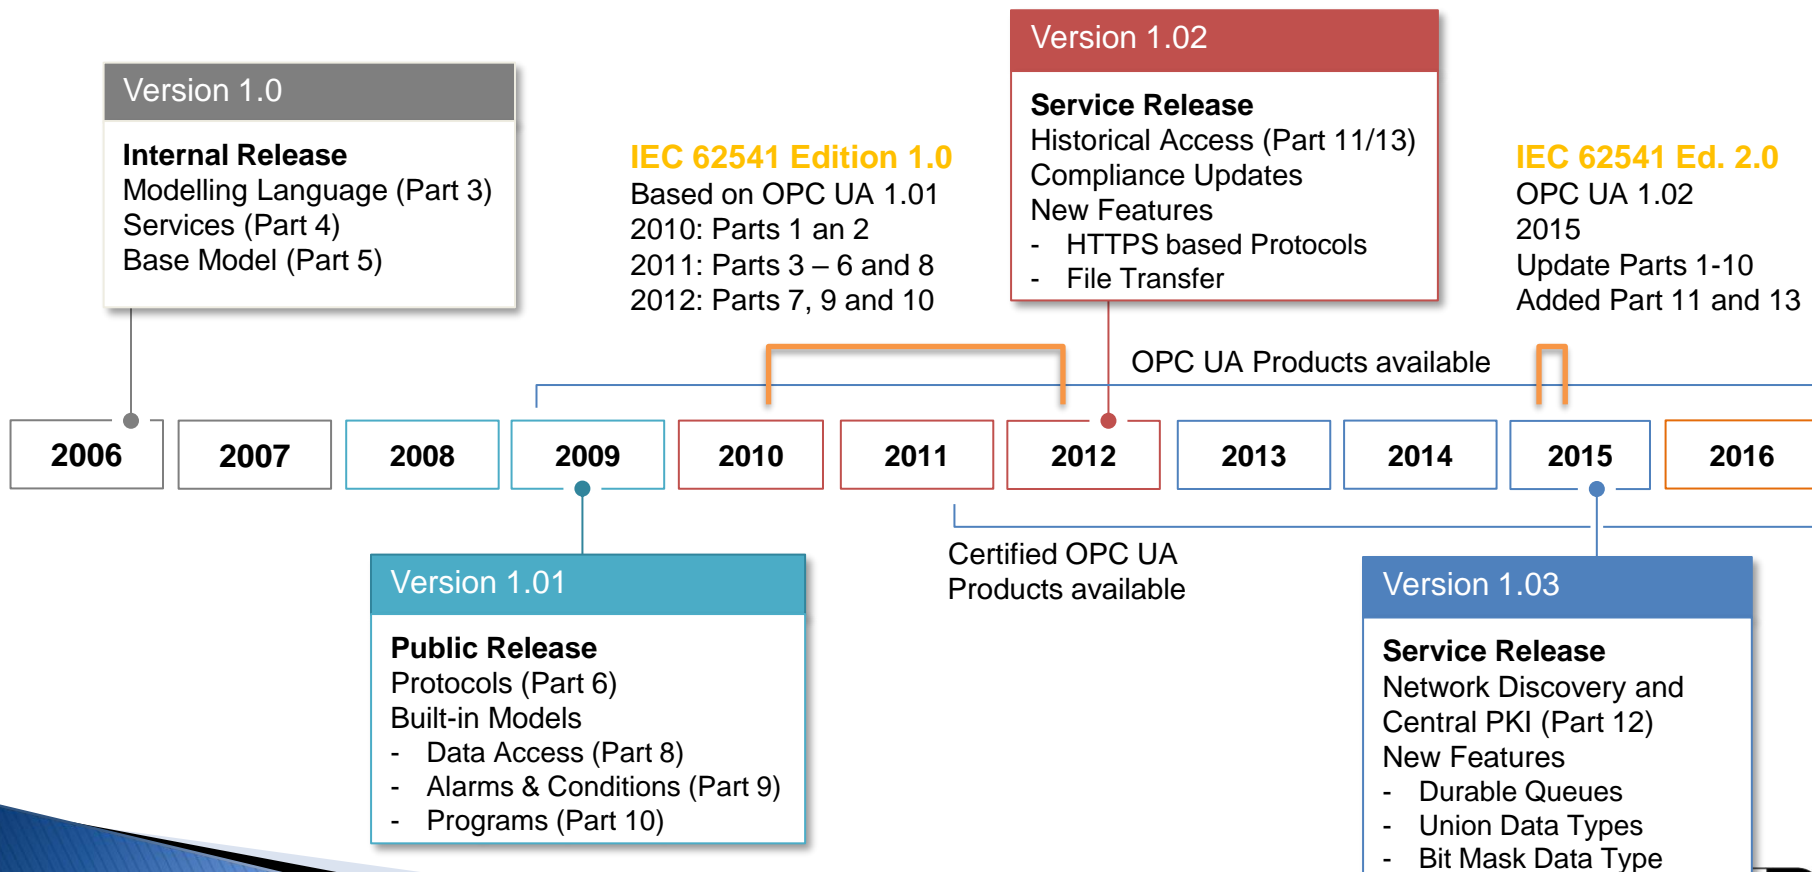 Version 1.0
Internal Release
Modelling Language (Part 3)
Services (Part 4)
Base Model (Part 5)
IEC 62541 Edition 1.0
Based on OPC UA 1.01
2010: Parts 1 an 2
2011: Parts 3 – 6 and 8
2012: Parts 7, 9 and 10
Version 1.02
Service Release
Historical Access (Part 11/13)
Compliance Updates
New Features
- HTTPS based Protocols
- File Transfer
IEC 62541 Ed. 2.0
OPC UA 1.02
2015
Update Parts 1-10
Added Part 11 and 13
OPC UA Products available
2006 2007 2008 2009 2010 2011 2012 2013 2014 2015 2016
Certified OPC UA
Products available
Version 1.01
Public Release
Protocols (Part 6)
Built-in Models
- Data Access (Part 8)
- Alarms & Conditions (Part 9)
- Programs (Part 10)
Version 1.03
Service Release
Network Discovery and
Central PKI (Part 12)
New Features
- Durable Queues
- Union Data Types
- Bit Mask Data Type